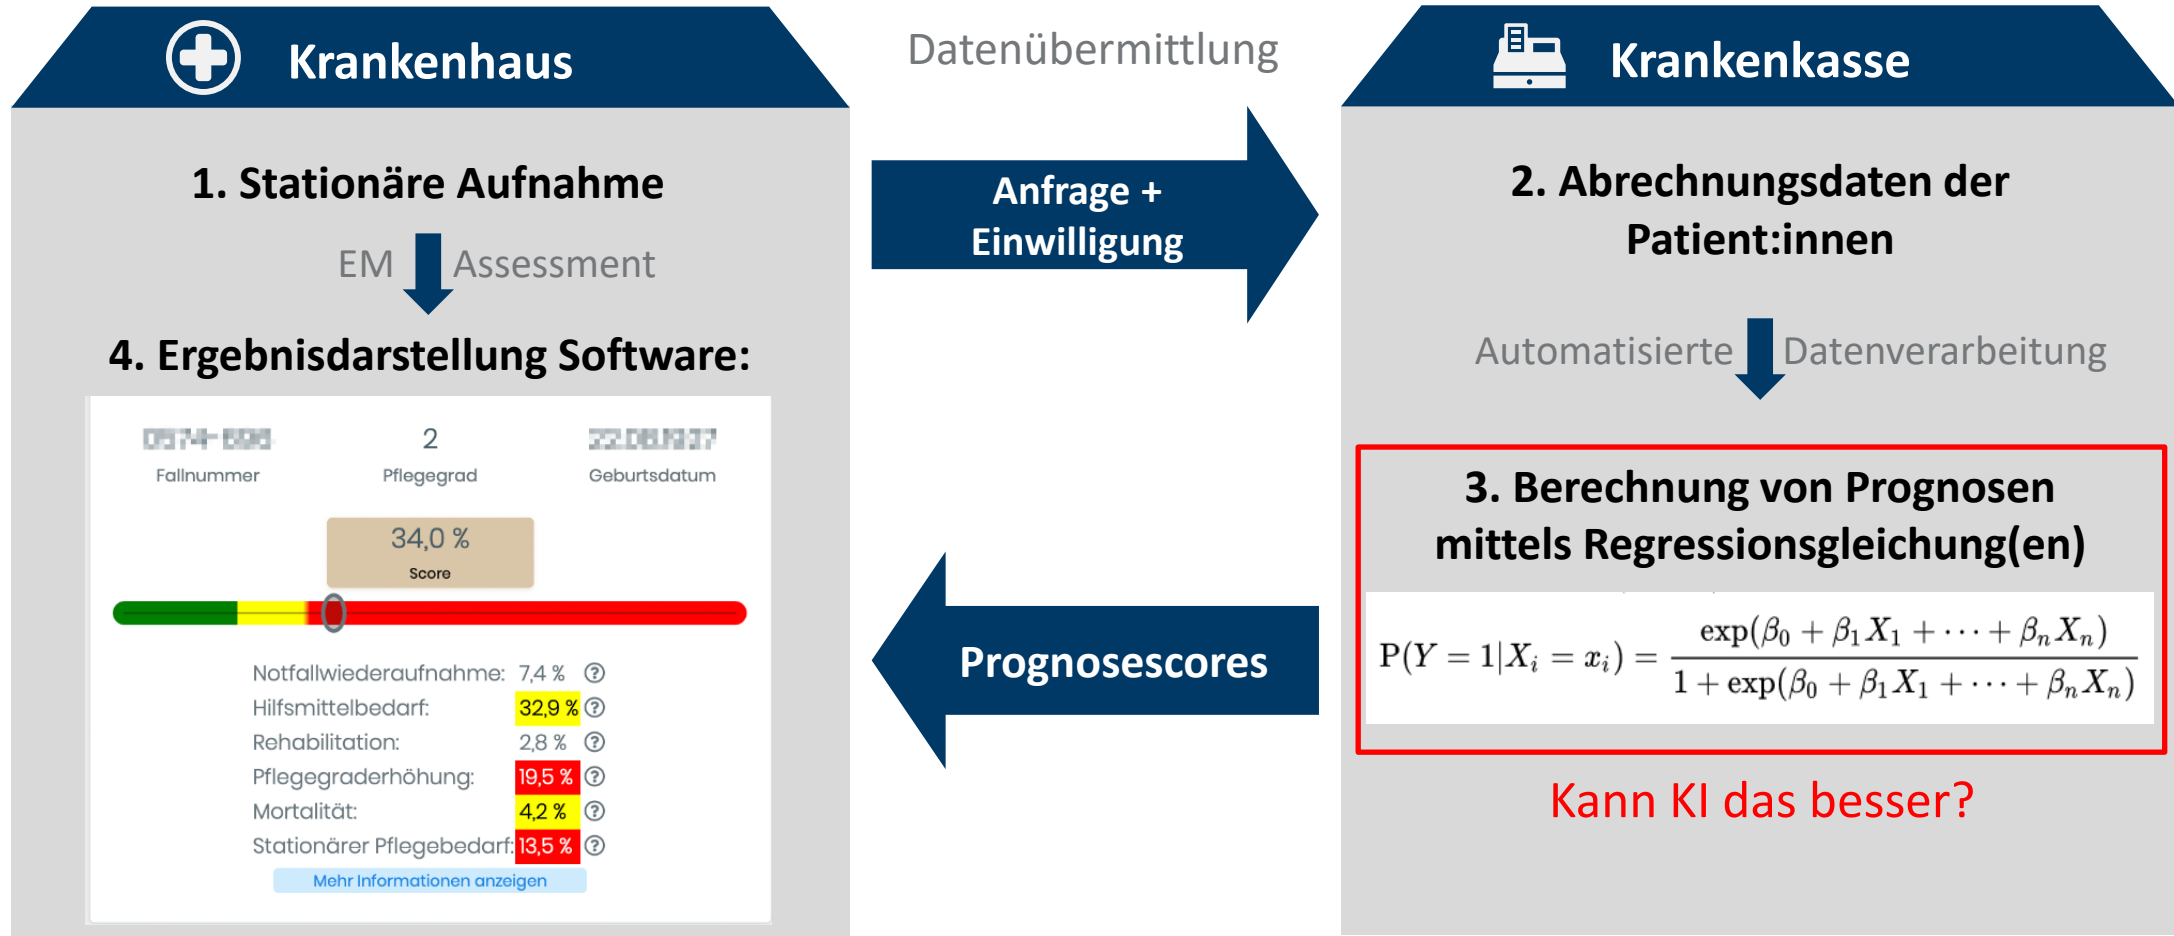 Krankenhaus
1. Stationäre Aufnahme
EM Assessment
4. Ergebnisdarstellung Software:
2
Fallnummer Pflegegrad Geburtsdatum
34,0 %
Score
Notfallwiederaufnahme: 7,4 % ?
Hilfsmittelbedarf: 32,9 % ?
Rehabilitation: 2,8 % ?
Pflegegraderhöhung: 19,5 % ?
Mortalität: 4,2 % ?
Stationärer Pflegebedarf: 13,5 % ?
Mehr Informationen anzeigen
Datenübermittlung
Anfrage +
Einwilligung
Prognosescores
Krankenkasse
2. Abrechnungsdaten der
Patient:innen
Automatisierte Datenverarbeitung
3. Berechnung von Prognosen
mittels Regressionsgleichung(en)
P(Y = 1|X_i = x_i) = exp(β_0 + β_1X_1 + ⋯ + β_nX_n) / 1 + exp(β_0 + β_1X_1 + ⋯ + β_nX_n)
Kann KI das besser?